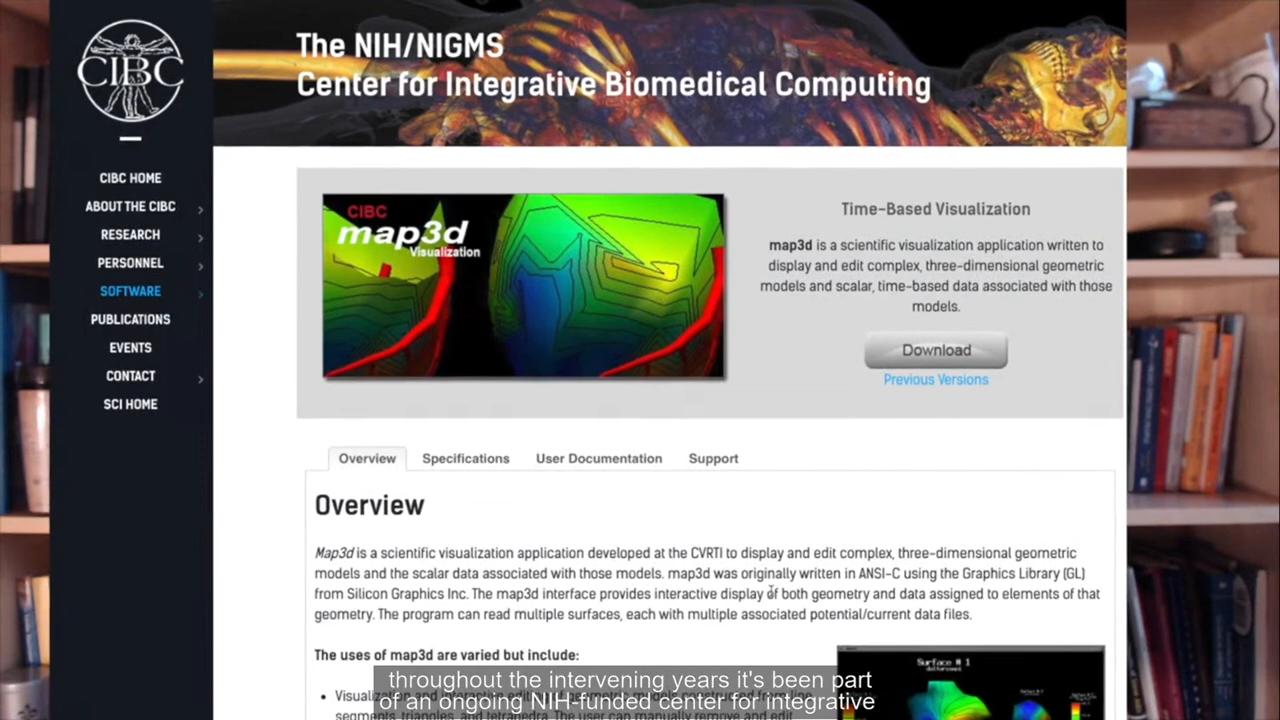 CIBC
The NIH/NIGMS
Center for Integrative Biomedical Computing
CIBC HOME
ABOUT THE CIBC
RESEARCH
PERSONNEL
SOFTWARE
PUBLICATIONS
EVENTS
CONTACT
SCI HOME
CIBC
map3d
Visualization
Time-Based Visualization
map3d is a scientific visualization application written to
display and edit complex, three-dimensional geometric
models and scalar, time-based data associated with those
models.
Download
Previous Versions
Overview Specifications User Documentation Support
Overview
Map3d is a scientific visualization application developed at the CVRTI to display and edit complex, three-dimensional geometric
models and the scalar data associated with those models. map3d was originally written in ANSI-C using the Graphics Library (GL)
from Silicon Graphics Inc. The map3d interface provides interactive display of both geometry and data assigned to elements of that
geometry. The program can read multiple surfaces, each with multiple associated potential/current data files.
The uses of map3d are varied but include:
Surface # 1
throughout the intervening years it's been part
of an ongoing NIH-funded center for integrative